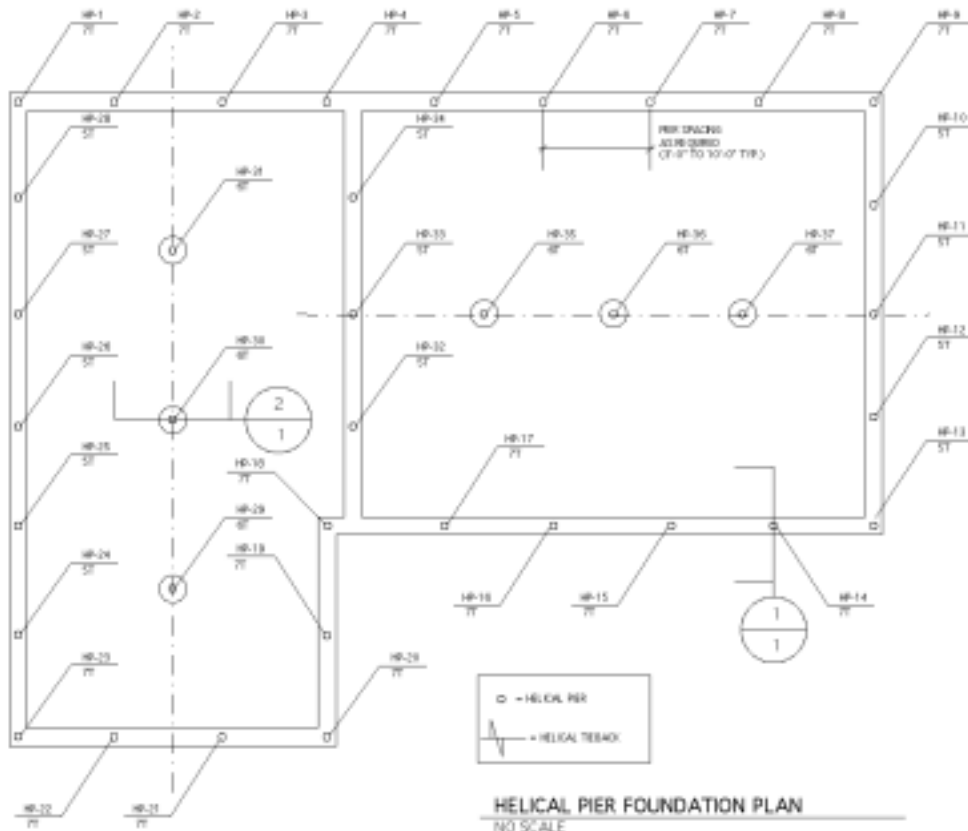 HP-1
7T
HP-2
7T
HP-3
7T
HP-4
7T
HP-5
7T
HP-6
7T
HP-7
7T
HP-8
7T
HP-9
7T
HP-28
5T
HP-34
5T
PIER SPACING
AS REQUIRED
HP-10
5T
HP-31
6T
HP-27
5T
HP-33
5T
HP-35
6T
HP-36
6T
HP-37
6T
HP-11
5T
HP-26
5T
HP-30
6T
HP-32
5T
HP-12
5T
2
1
HP-25
5T
HP-18
7T
HP-17
7T
HP-13
5T
HP-24
5T
HP-29
6T
HP-19
7T
HP-16
7T
HP-15
7T
HP-14
7T
1
1
HP-23
7T
HP-20
7T
= HELICAL PIER
= HELICAL TIEBACK
HP-22
7T
HP-21
7T
HELICAL PIER FOUNDATION PLAN
NO SCALE